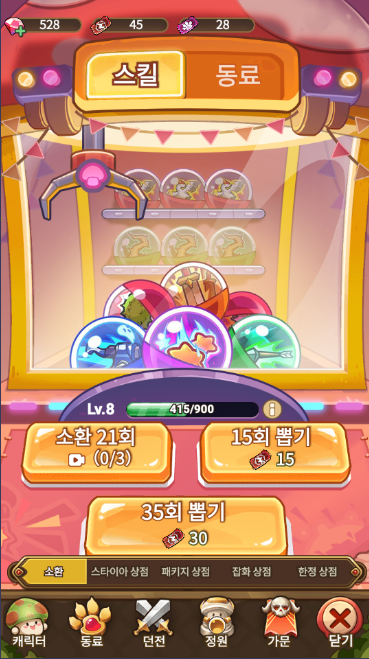 528 45 28
스킬 동료
Lv.8 415/900
소환 21회 15회 뽑기
(0/3) 15
35회 뽑기
30
소환 스타이아 상점 패키지 상점 잡화 상점 한정 상점
캐릭터 동료 던전 정원 가문 닫기